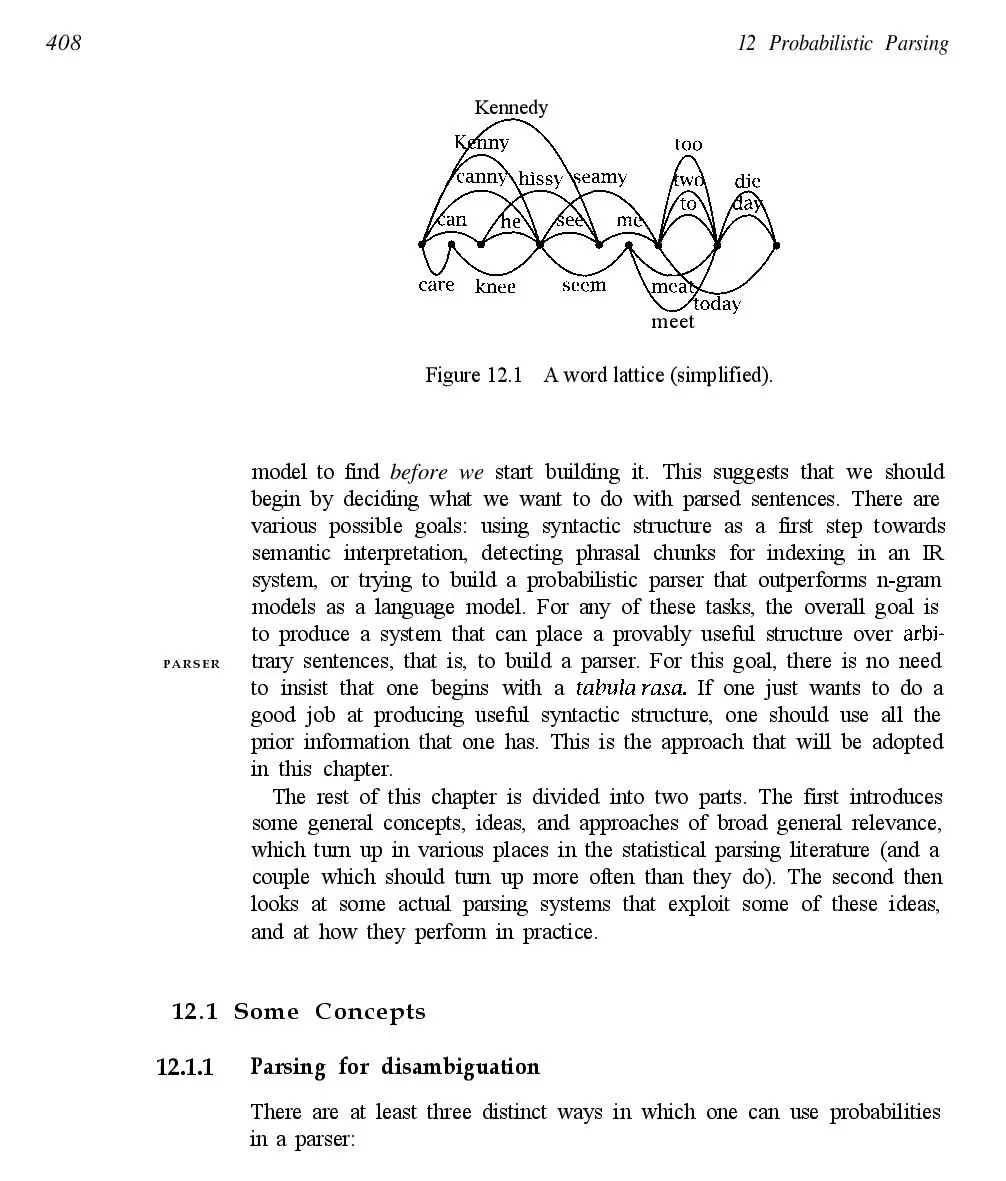 408
12 Probabilistic Parsing
Kennedy
Kenny
too
canny hissy seamy
two
die
to
day
can
he
see
me
care
knee
seem
meat
today
meet
Figure 12.1 A word lattice (simplified).
model to find before we start building it. This suggests that we should
begin by deciding what we want to do with parsed sentences. There are
various possible goals: using syntactic structure as a first step towards
semantic interpretation, detecting phrasal chunks for indexing in an IR
system, or trying to build a probabilistic parser that outperforms n-gram
models as a language model. For any of these tasks, the overall goal is
to produce a system that can place a provably useful structure over arbi-
PARSER
trary sentences, that is, to build a parser. For this goal, there is no need
to insist that one begins with a tabula rasa. If one just wants to do a
good job at producing useful syntactic structure, one should use all the
prior information that one has. This is the approach that will be adopted
in this chapter.
The rest of this chapter is divided into two parts. The first introduces
some general concepts, ideas, and approaches of broad general relevance,
which turn up in various places in the statistical parsing literature (and a
couple which should turn up more often than they do). The second then
looks at some actual parsing systems that exploit some of these ideas,
and at how they perform in practice.
12.1 Some Concepts
12.1.1 Parsing for disambiguation
There are at least three distinct ways in which one can use probabilities
in a parser: